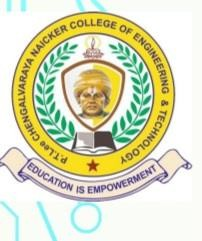 P.T.Lee CHENGALVARAYA NAICKER COLLEGE OF ENGINEERING & TECHNOLOGY
EDUCATION IS EMPOWERMENT